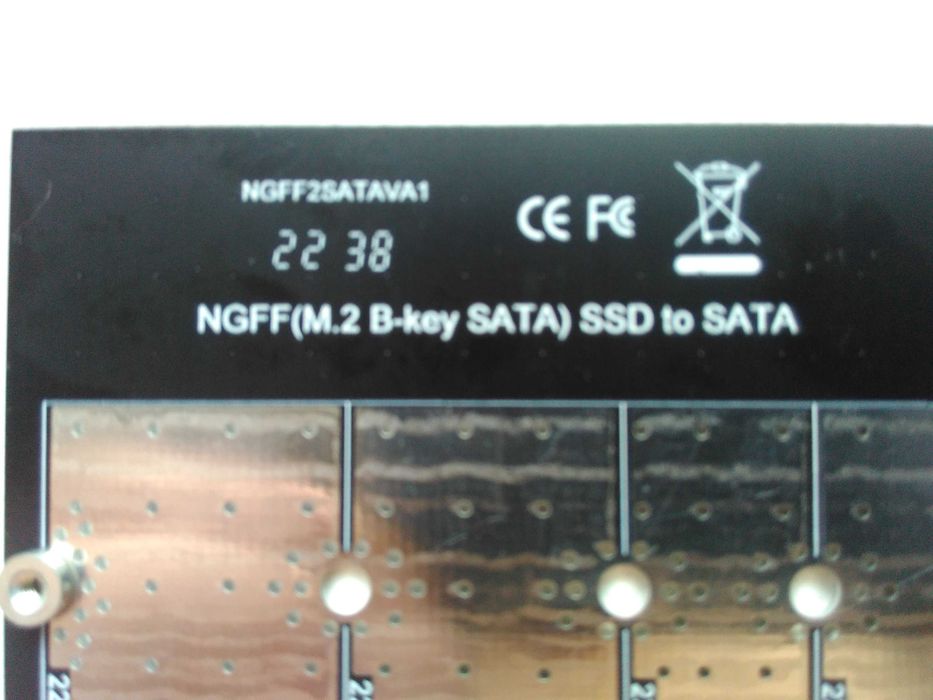 NGFF2SATAVA1
CE FC
22 38
NGFF(M.2 B-key SATA) SSD to SATA